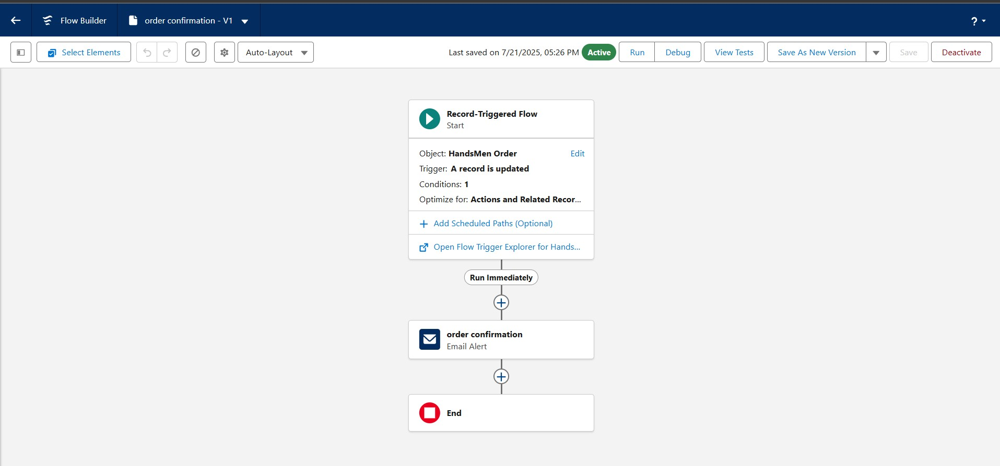 Flow Builder
order confirmation - V1
?
Select Elements
Auto-Layout
Last saved on 7/21/2025, 05:26 PM
Active
Run
Debug
View Tests
Save As New Version
Save
Deactivate
Record-Triggered Flow
Start
Object: HandsMen Order
Edit
Trigger: A record is updated
Conditions: 1
Optimize for: Actions and Related Recor...
Add Scheduled Paths (Optional)
Open Flow Trigger Explorer for Hands...
Run Immediately
order confirmation
Email Alert
End